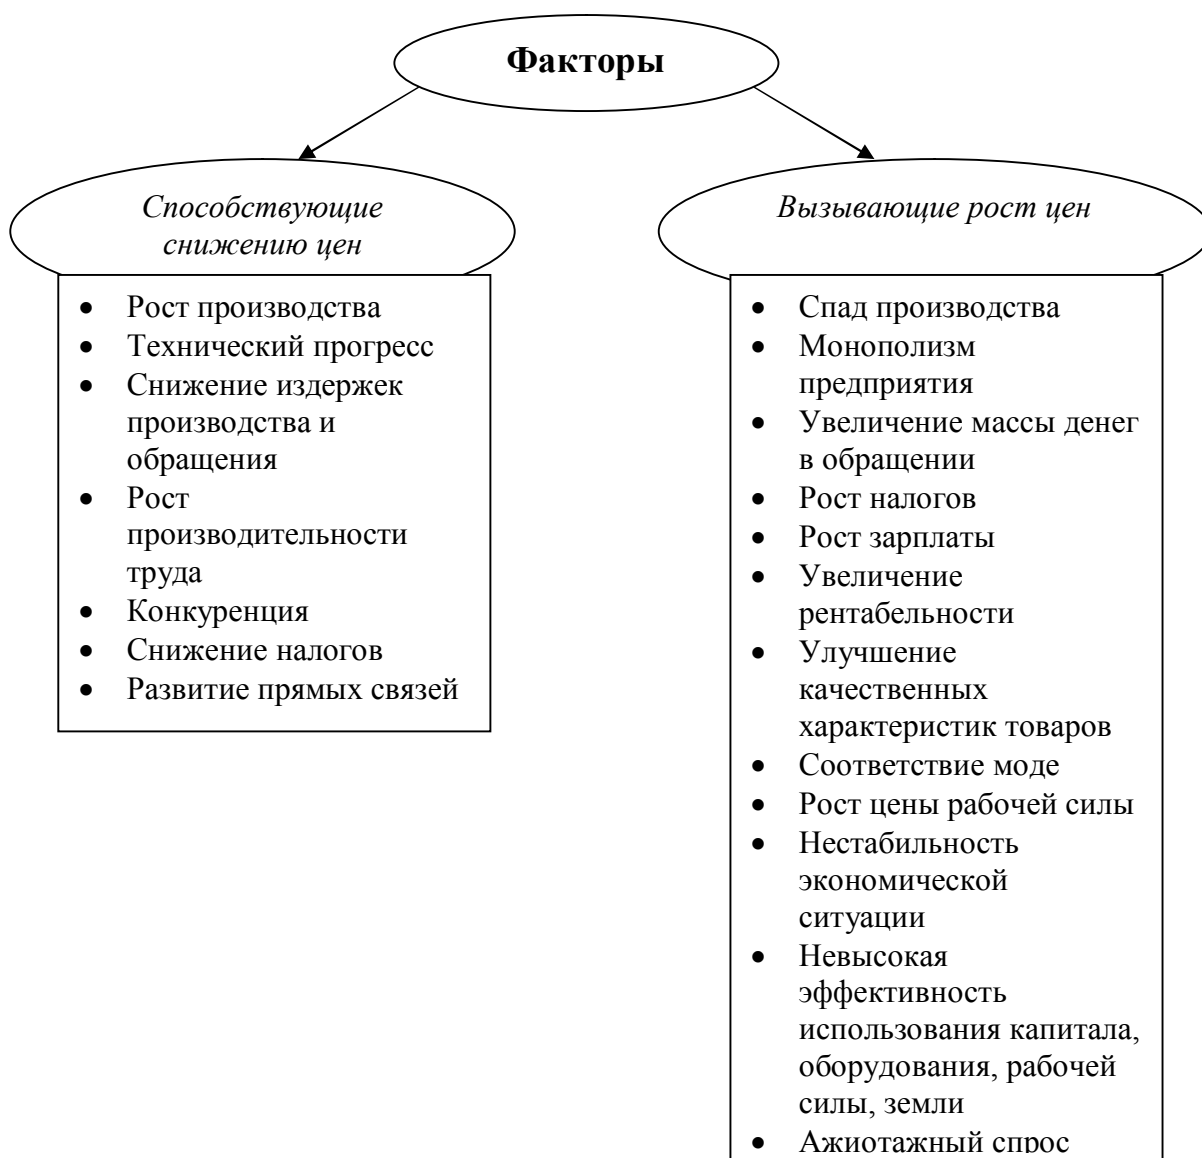 Факторы
Способствующие
снижению цен
• Рост производства
• Технический прогресс
• Снижение издержек
производства и
обращения
• Рост
производительности
труда
• Конкуренция
• Снижение налогов
• Развитие прямых связей
Вызывающие рост цен
• Спад производства
• Монополизм
предприятия
• Увеличение массы денег
в обращении
• Рост налогов
• Рост зарплаты
• Увеличение
рентабельности
• Улучшение
качественных
характеристик товаров
• Соответствие моде
• Рост цены рабочей силы
• Нестабильность
экономической
ситуации
• Невысокая
эффективность
использования капитала,
оборудования, рабочей
силы, земли
• Ажиотажный спрос